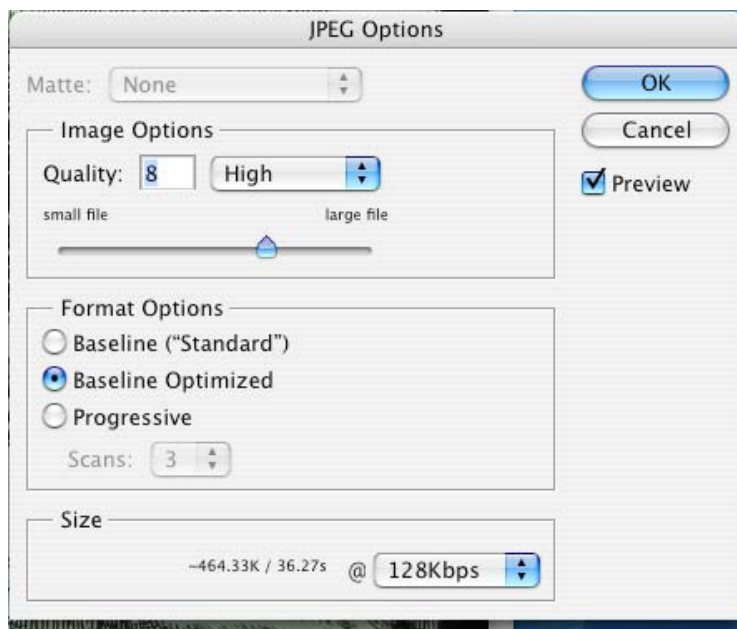 JPEG Options
Matte: None
OK
Image Options
Cancel
Quality: 8 High
Preview
small file large file
Format Options
Baseline (“Standard”)
Baseline Optimized
Progressive
Scans: 3
Size
~464.33K / 36.27s @ 128Kbps